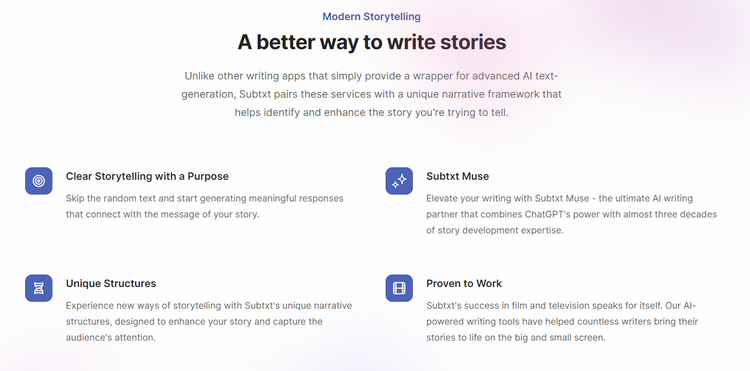 Modern Storytelling
A better way to write stories
Unlike other writing apps that simply provide a wrapper for advanced AI text-
generation, Subtxt pairs these services with a unique narrative framework that
helps identify and enhance the story you're trying to tell.
Clear Storytelling with a Purpose
Skip the random text and start generating meaningful responses
that connect with the message of your story.
Subtxt Muse
Elevate your writing with Subtxt Muse - the ultimate AI writing
partner that combines ChatGPT's power with almost three decades
of story development expertise.
Unique Structures
Experience new ways of storytelling with Subtxt's unique narrative
structures, designed to enhance your story and capture the
audience's attention.
Proven to Work
Subtxt's success in film and television speaks for itself. Our AI-
powered writing tools have helped countless writers bring their
stories to life on the big and small screen.